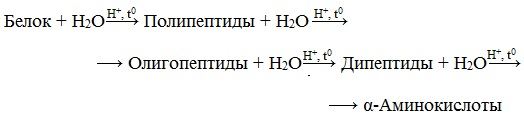 Белок + H2O →(H⁺, t⁰) Полипептиды + H2O →(H⁺, t⁰)
→ Олигопептиды + H2O →(H⁺, t⁰) Дипептиды + H2O →(H⁺, t⁰)
→ α-Аминокислоты